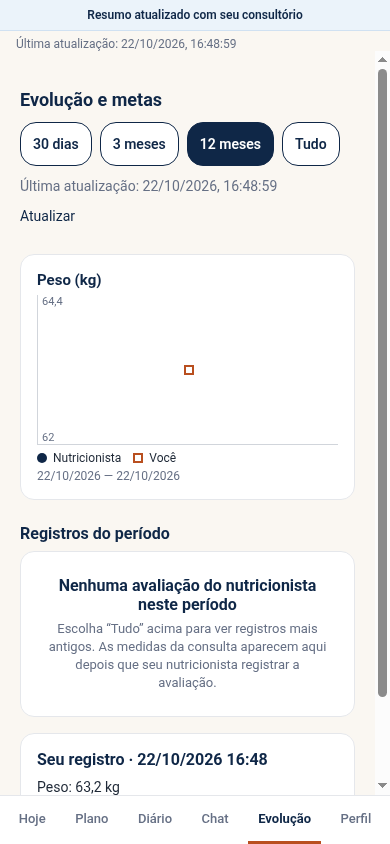 Resumo atualizado com seu consultório
Última atualização: 22/10/2026, 16:48:59
Evolução e metas
30 dias
3 meses
12 meses
Tudo
Última atualização: 22/10/2026, 16:48:59
Atualizar
Peso (kg)
64,4
62
Nutricionista
Você
22/10/2026 — 22/10/2026
Registros do período
Nenhuma avaliação do nutricionista
neste período
Escolha “Tudo” acima para ver registros mais
antigos. As medidas da consulta aparecem aqui
depois que seu nutricionista registrar a
avaliação.
Seu registro · 22/10/2026 16:48
Peso: 63,2 kg
Hoje
Plano
Diário
Chat
Evolução
Perfil